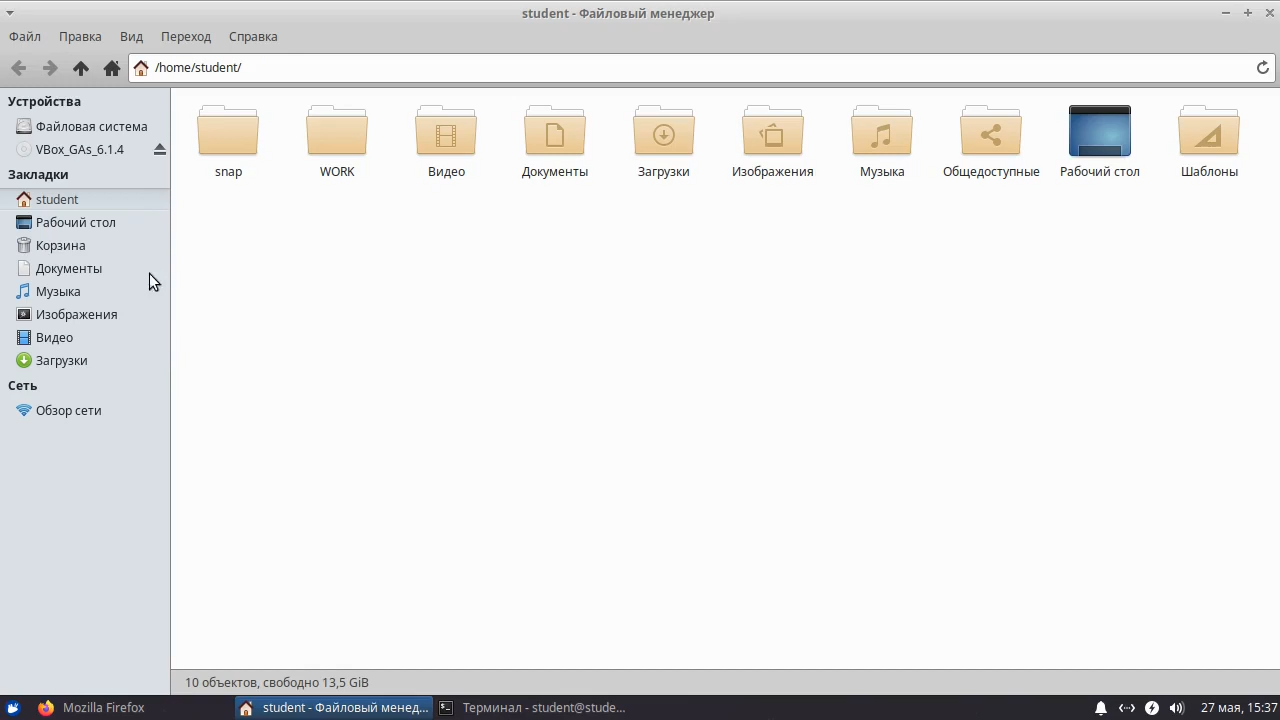 student - Файловый менеджер
Файл Правка Вид Переход Справка
/home/student/
Устройства
Файловая система
VBox_GAs_6.1.4
Закладки
student
Рабочий стол
Корзина
Документы
Музыка
Изображения
Видео
Загрузки
Сеть
Обзор сети
snap WORK Видео Документы Загрузки Изображения Музыка Общедоступные Рабочий стол Шаблоны
10 объектов, свободно 13,5 GiB
Mozilla Firefox student - Файловый менед... Терминал - student@stude... 27 мая, 15:37